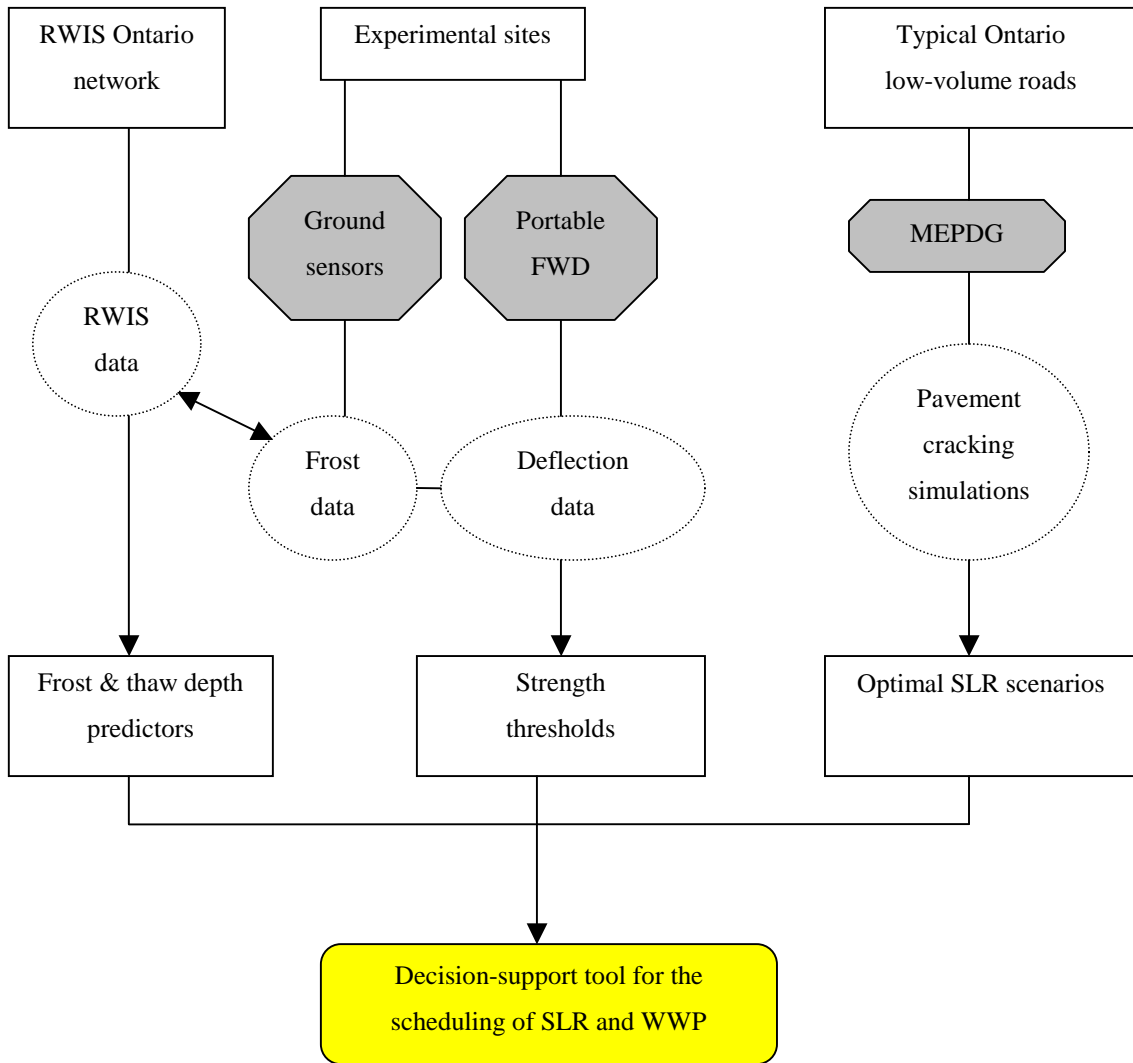 RWIS Ontario
network
Experimental sites
Typical Ontario
low-volume roads
Ground
sensors
Portable
FWD
MEPDG
RWIS
data
Frost
data
Deflection
data
Pavement
cracking
simulations
Frost & thaw depth
predictors
Strength
thresholds
Optimal SLR scenarios
Decision-support tool for the
scheduling of SLR and WWP